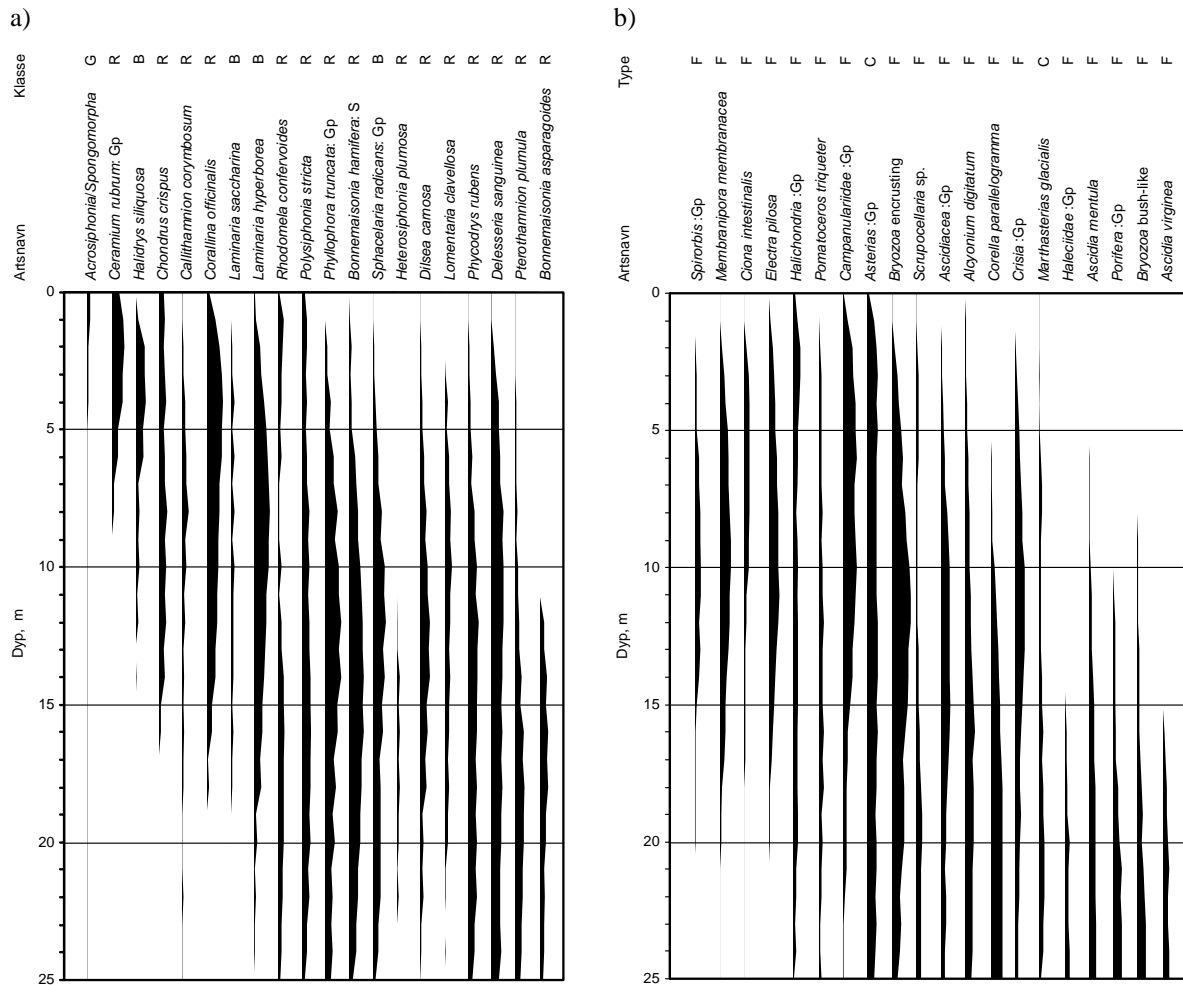 a)
Klasse
G
R
B
R
R
R
B
B
R
R
R
R
B
R
R
R
R
R
R
R
Artsnavn
Acrosiphonia/Spongomorpha
Ceramium rubrum: Gp
Halidrys siliquosa
Chondrus crispus
Callithamnion corymbosum
Corallina officinalis
Laminaria saccharina
Laminaria hyperborea
Rhodomela confervoides
Polysiphonia stricta
Phyllophora truncata: Gp
Bonnemaisonia hamifera: S
Sphacelaria radicans: Gp
Heterosiphonia plumosa
Dilsea carnosa
Lomentaria clavellosa
Phycodrys rubens
Delesseria sanguinea
Pterothamnion plumula
Bonnemaisonia asparagoides
Dyp, m
0
5
10
15
20
25
b)
Type
F
F
F
F
F
F
F
C
F
F
F
F
F
F
C
F
F
F
F
F
Artsnavn
Spirorbis :Gp
Membranipora membranacea
Ciona intestinalis
Electra pilosa
Halichondria :Gp
Pomatoceros triqueter
Campanulariidae :Gp
Asterias :Gp
Bryozoa encrusting
Scrupocellaria sp.
Ascidiacea :Gp
Alcyonium digitatum
Corella parallelogramma
Crisia :Gp
Marthasterias glacialis
Haleciidae :Gp
Ascidia mentula
Porifera :Gp
Bryozoa bush-like
Ascidia virginea
Dyp, m
0
5
10
15
20
25